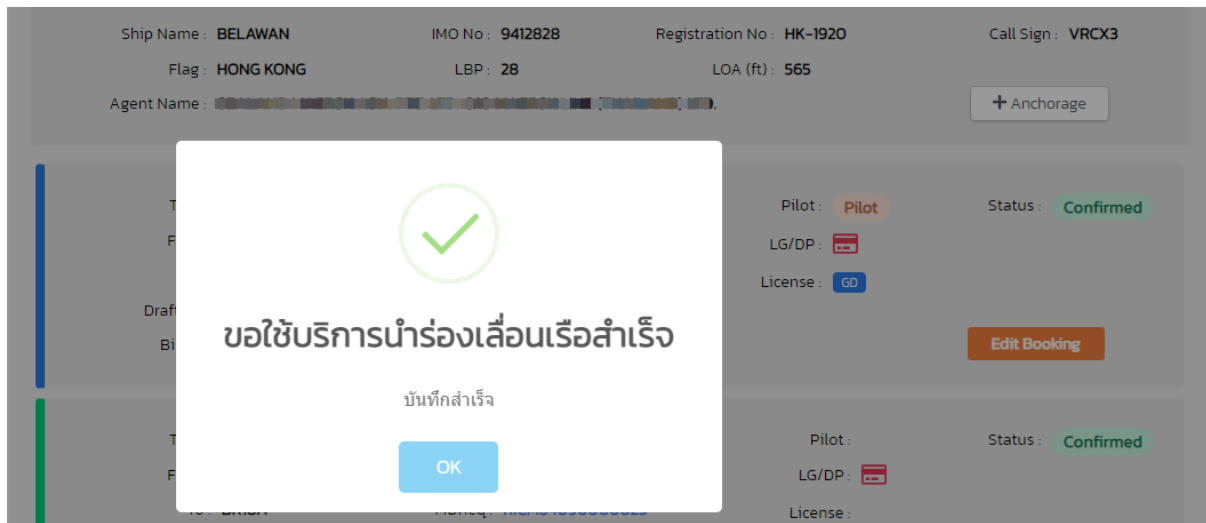 Ship Name : BELAWAN IMO No : 9412828 Registration No : HK-1920 Call Sign : VRCX3
Flag : HONG KONG LBP : 28 LOA (ft) : 565
Agent Name : + Anchorage
Pilot : Pilot Status : Confirmed
LG/DP :
License : GD
Draft
ขอใช้บริการนำร่องเลื่อนเรือสำเร็จ
Bi Edit Booking
บันทึกสำเร็จ
Pilot : Status : Confirmed
OK
LG/DP :
License :